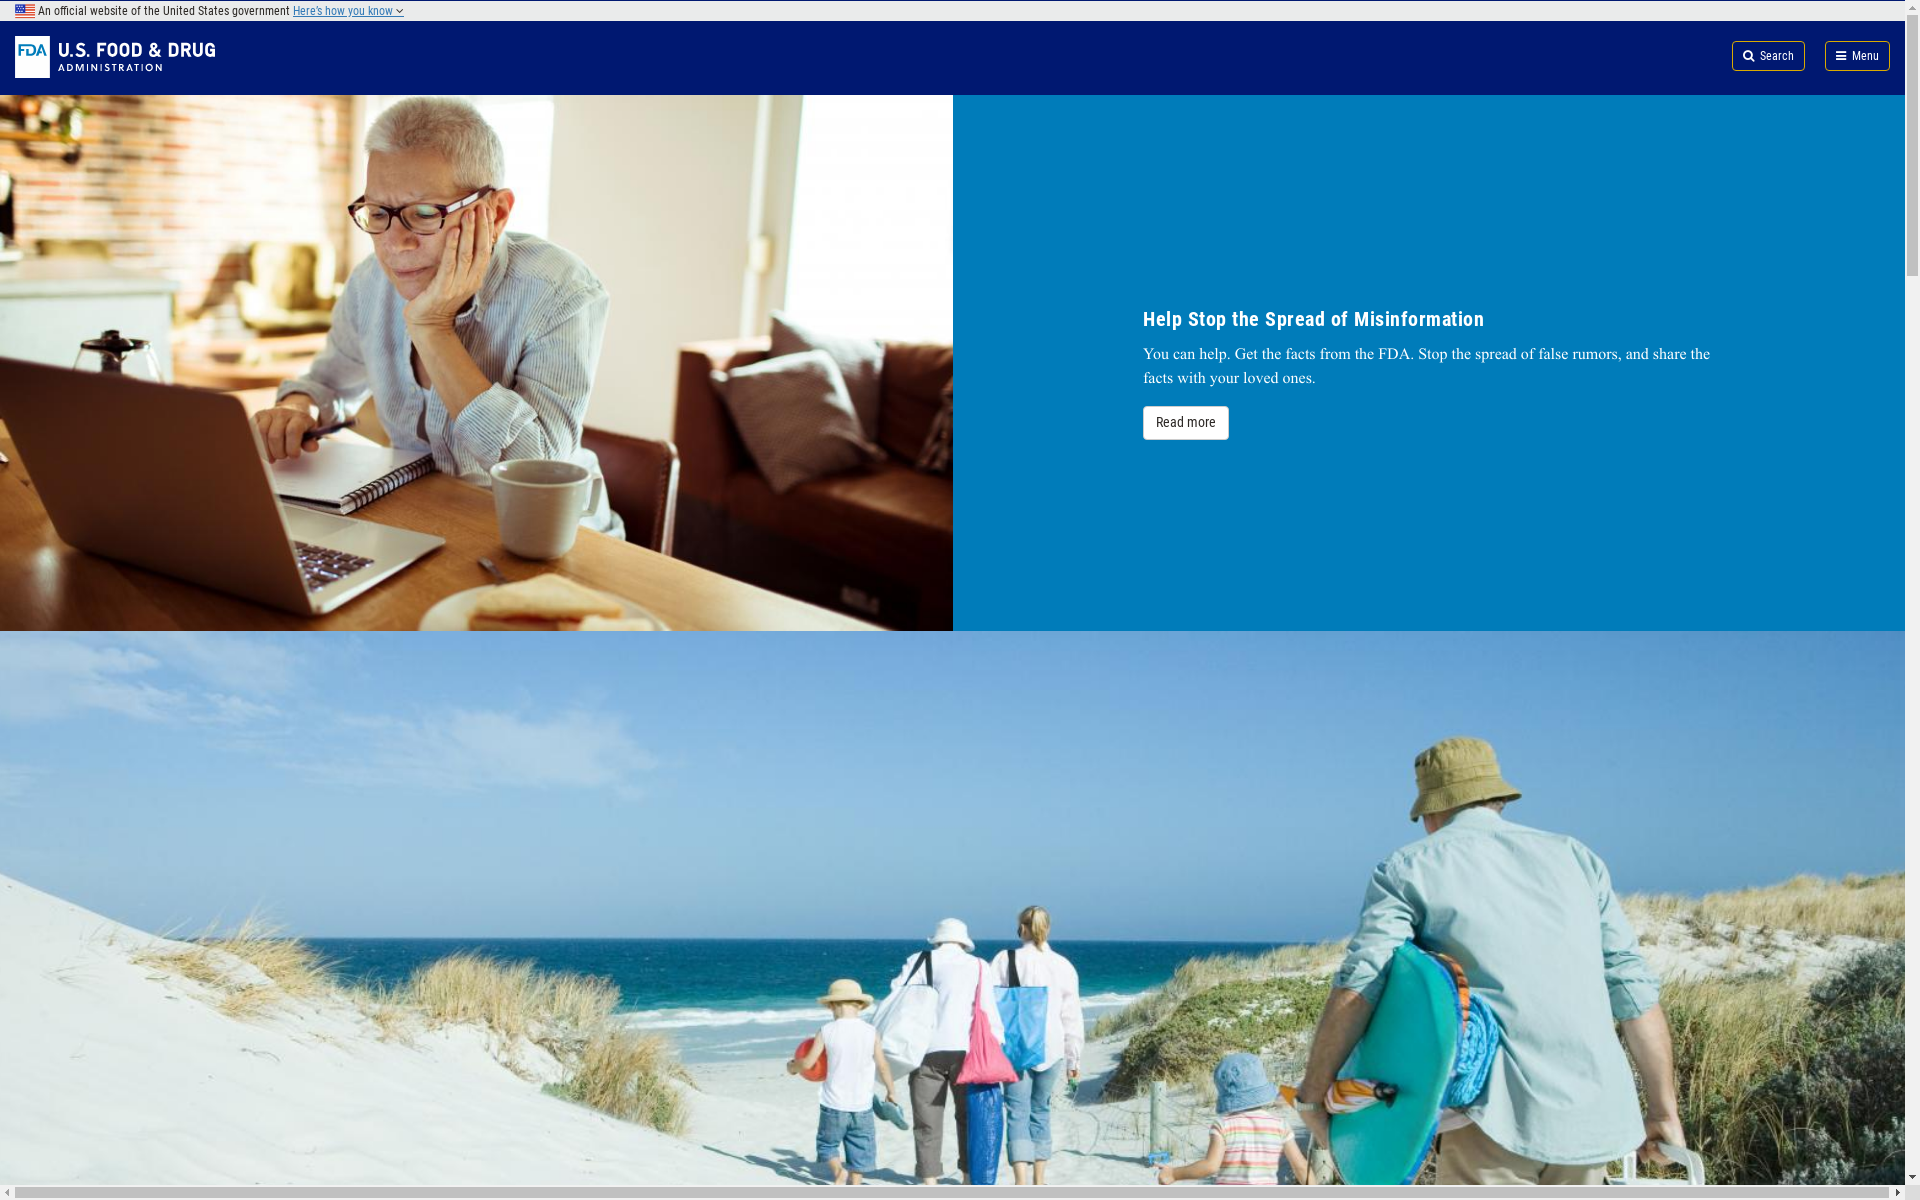 An official website of the United States government Here's how you know
FDA U.S. FOOD & DRUG
ADMINISTRATION
Search
Menu
Help Stop the Spread of Misinformation
You can help. Get the facts from the FDA. Stop the spread of false rumors, and share the
facts with your loved ones.
Read more